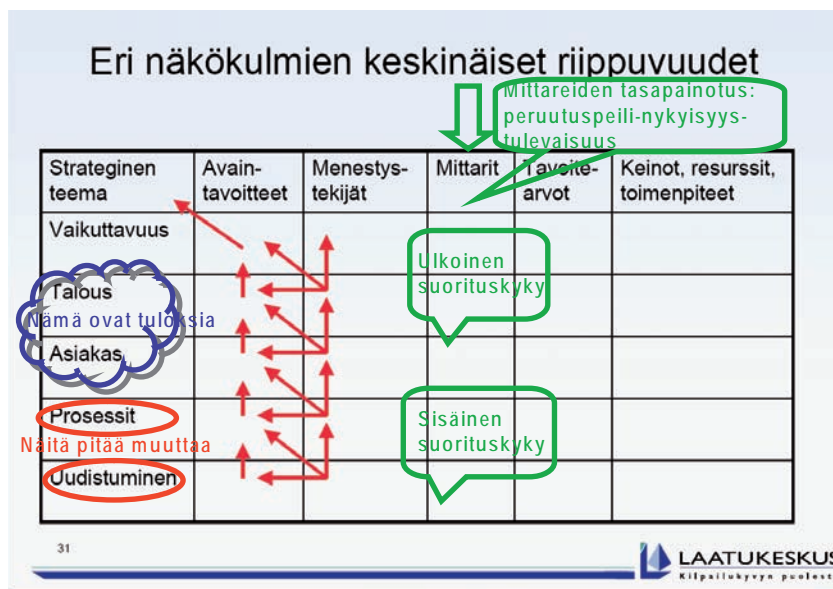 Eri näkökulmien keskinäiset riippuvuudet
Mittareiden tasapainotus:
peruutuspeili-nykyisyys-
tulevaisuus
Strateginen
teema
Avain-
tavoitteet
Menestys-
tekijät
Mittarit
Tavoite-
arvot
Keinot, resurssit,
toimenpiteet
Vaikuttavuus
Ulkoinen
suorituskyky
Talous
Nämä ovat tuloksia
Asiakas
Prosessit
Sisäinen
suorituskyky
Näitä pitää muuttaa
Uudistuminen
31
LAATUKESKUS
Kilpailukyvyn puolest